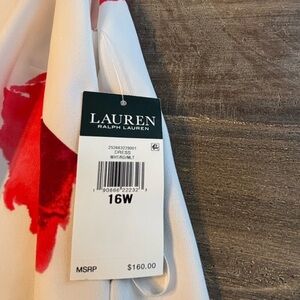 LAUREN
RALPH LAUREN
DRESS
16W
MSRP $160.00